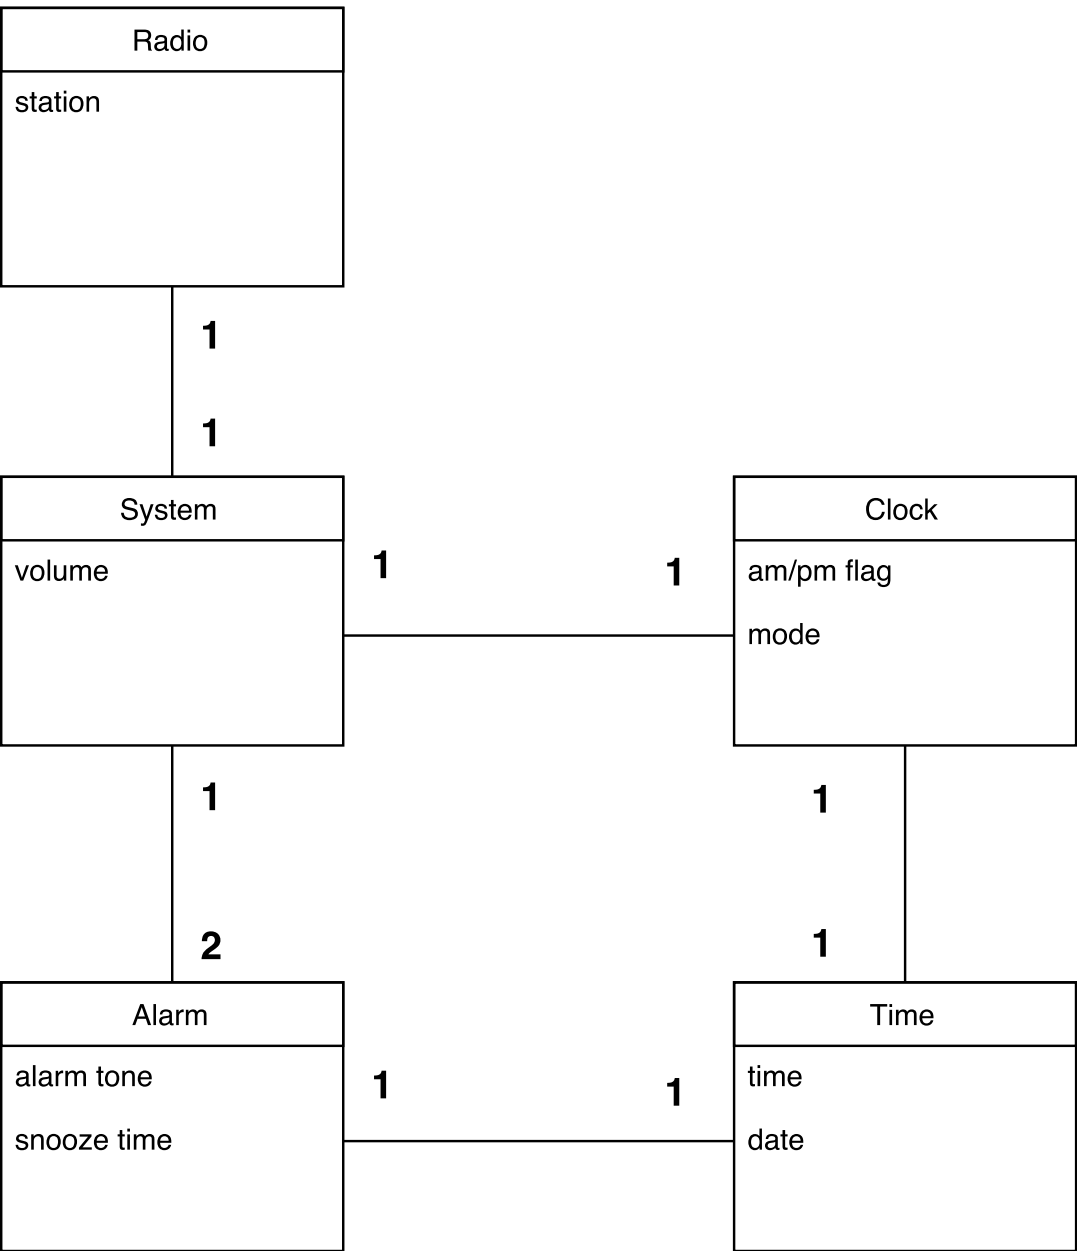 Radio
station
1
1
System
volume
1
1
Clock
am/pm flag
mode
1
2
1
1
Alarm
alarm tone
snooze time
1
1
Time
time
date